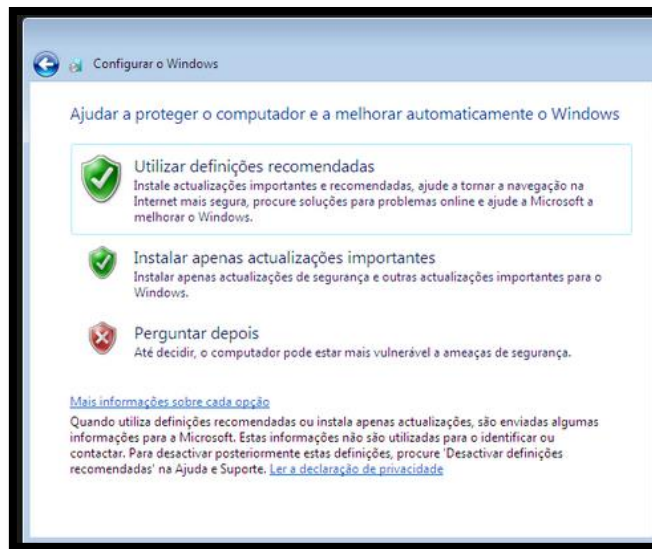 Configurar o Windows
Ajudar a proteger o computador e a melhorar automaticamente o Windows
Utilizar definições recomendadas
Instale actualizações importantes e recomendadas, ajude a tornar a navegação na
Internet mais segura, procure soluções para problemas online e ajude a Microsoft a
melhorar o Windows.
Instalar apenas actualizações importantes
Instalar apenas actualizações de segurança e outras actualizações importantes para o
Windows.
Perguntar depois
Até decidir, o computador pode estar mais vulnerável a ameaças de segurança.
Mais informações sobre cada opção
Quando utiliza definições recomendadas ou instala apenas actualizações, são enviadas algumas
informações para a Microsoft. Estas informações não são utilizadas para o identificar ou
contactar. Para desactivar posteriormente estas definições, procure 'Desactivar definições
recomendadas' na Ajuda e Suporte. Ler a declaração de privacidade